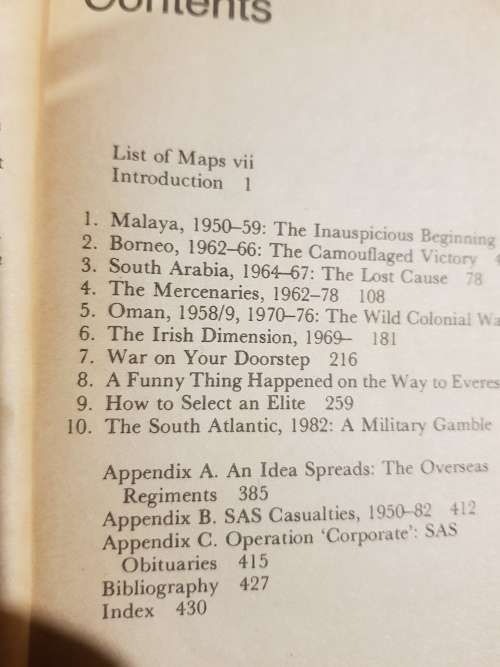 Contents
List of Maps vii
Introduction 1
1. Malaya, 1950–59: The Inauspicious Beginning
2. Borneo, 1962–66: The Camouflaged Victory
3. South Arabia, 1964–67: The Lost Cause 78
4. The Mercenaries, 1962–78 108
5. Oman, 1958/9, 1970–76: The Wild Colonial
6. The Irish Dimension, 1969– 181
7. War on Your Doorstep 216
8. A Funny Thing Happened on the Way to Everes
9. How to Select an Elite 259
10. The South Atlantic, 1982: A Military Gamble
Appendix A. An Idea Spreads: The Overseas
Regiments 385
Appendix B. SAS Casualties, 1950–82 412
Appendix C. Operation ‘Corporate’: SAS
Obituaries 415
Bibliography 427
Index 430